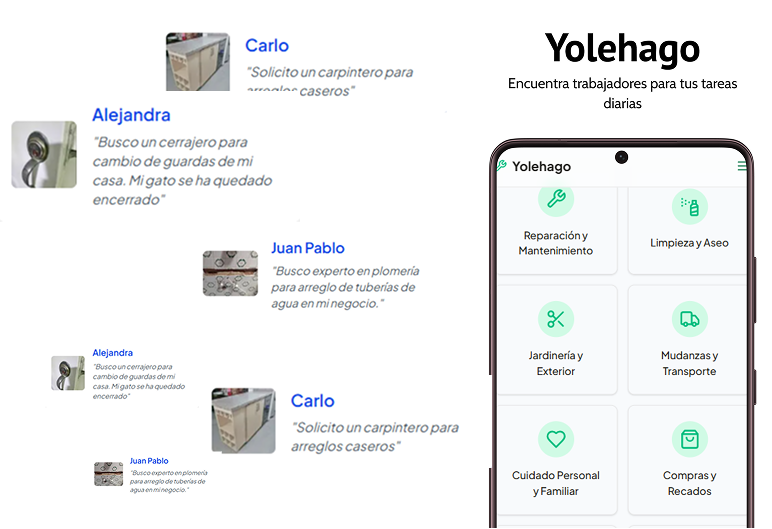 Carlo
"Solicito un carpintero para
arreglos caseros"
Alejandra
"Busco un cerrajero para
cambio de guardas de mi
casa. Mi gato se ha quedado
encerrado"
Juan Pablo
"Busco experto en plomería
para arreglo de tuberías de
agua en mi negocio."
Alejandra
"Busco un cerrajero para
cambio de guardas de mi
casa. Mi gato se ha quedado
encerrado"
Carlo
"Solicito un carpintero para
arreglos caseros"
Juan Pablo
"Busco experto en plomería
para arreglo de tuberías de
agua en mi negocio."
Yolehago
Encuentra trabajadores para tus tareas
diarias
Yolehago
Reparación y
Mantenimiento
Limpieza y Aseo
Jardinería y
Exterior
Mudanzas y
Transporte
Cuidado Personal
y Familiar
Compras y
Recados